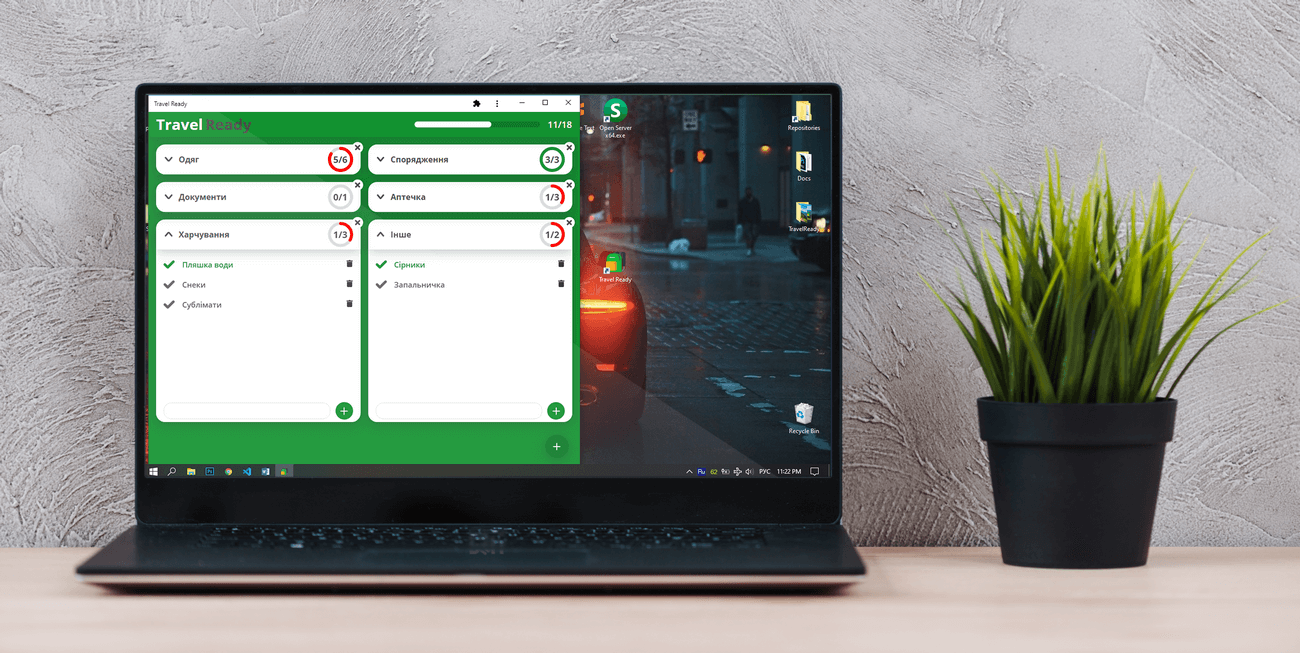 Travel Ready
Travel Ready
11/18
Одяг
5/6
Спорядження
3/3
Документи
0/1
Аптечка
1/3
Харчування
1/3
Інше
1/2
Пляшка води
Снеки
Сублімати
Сірники
Запальничка
S
Open Server
x64.exe
Repositories
Docs
TravelReady
Travel Ready
Recycle Bin
Ru
62
РУС
11:22 PM